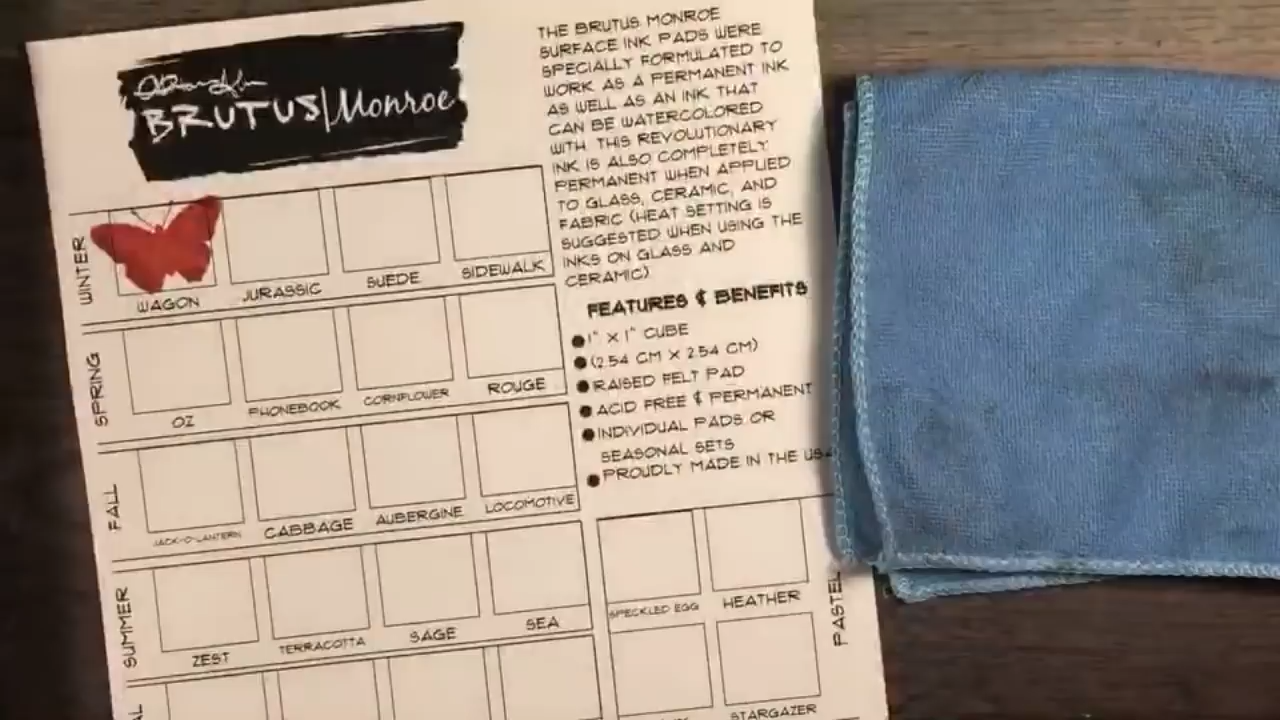 BRUTUS|Monroe
THE BRUTUS MONROE
SURFACE INK PADS WERE
SPECIALLY FORMULATED TO
WORK AS A PERMANENT INK
AS WELL AS AN INK THAT
CAN BE WATERCOLORED
WITH. THIS REVOLUTIONARY
INK IS ALSO COMPLETELY
PERMANENT WHEN APPLIED
TO GLASS, CERAMIC, AND
FABRIC (HEAT SETTING IS
SUGGESTED WHEN USING THE
INKS ON GLASS AND
CERAMIC)
FEATURES & BENEFITS
1" X 1" CUBE
(2.54 CM X 2.54 CM)
RAISED FELT PAD
ACID FREE & PERMANENT
INDIVIDUAL PADS OR
SEASONAL SETS
PROUDLY MADE IN THE USA
WINTER
WAGON JURASSIC SUEDE SIDEWALK
SPRING
OZ PHONEBOOK CORNFLOWER ROUGE
FALL
JACK-O-LANTERN CABBAGE AUBERGINE LOCOMOTIVE
SUMMER
ZEST TERRACOTTA SAGE SEA
SPECKLED EGG HEATHER
STARGAZER
PASTEL